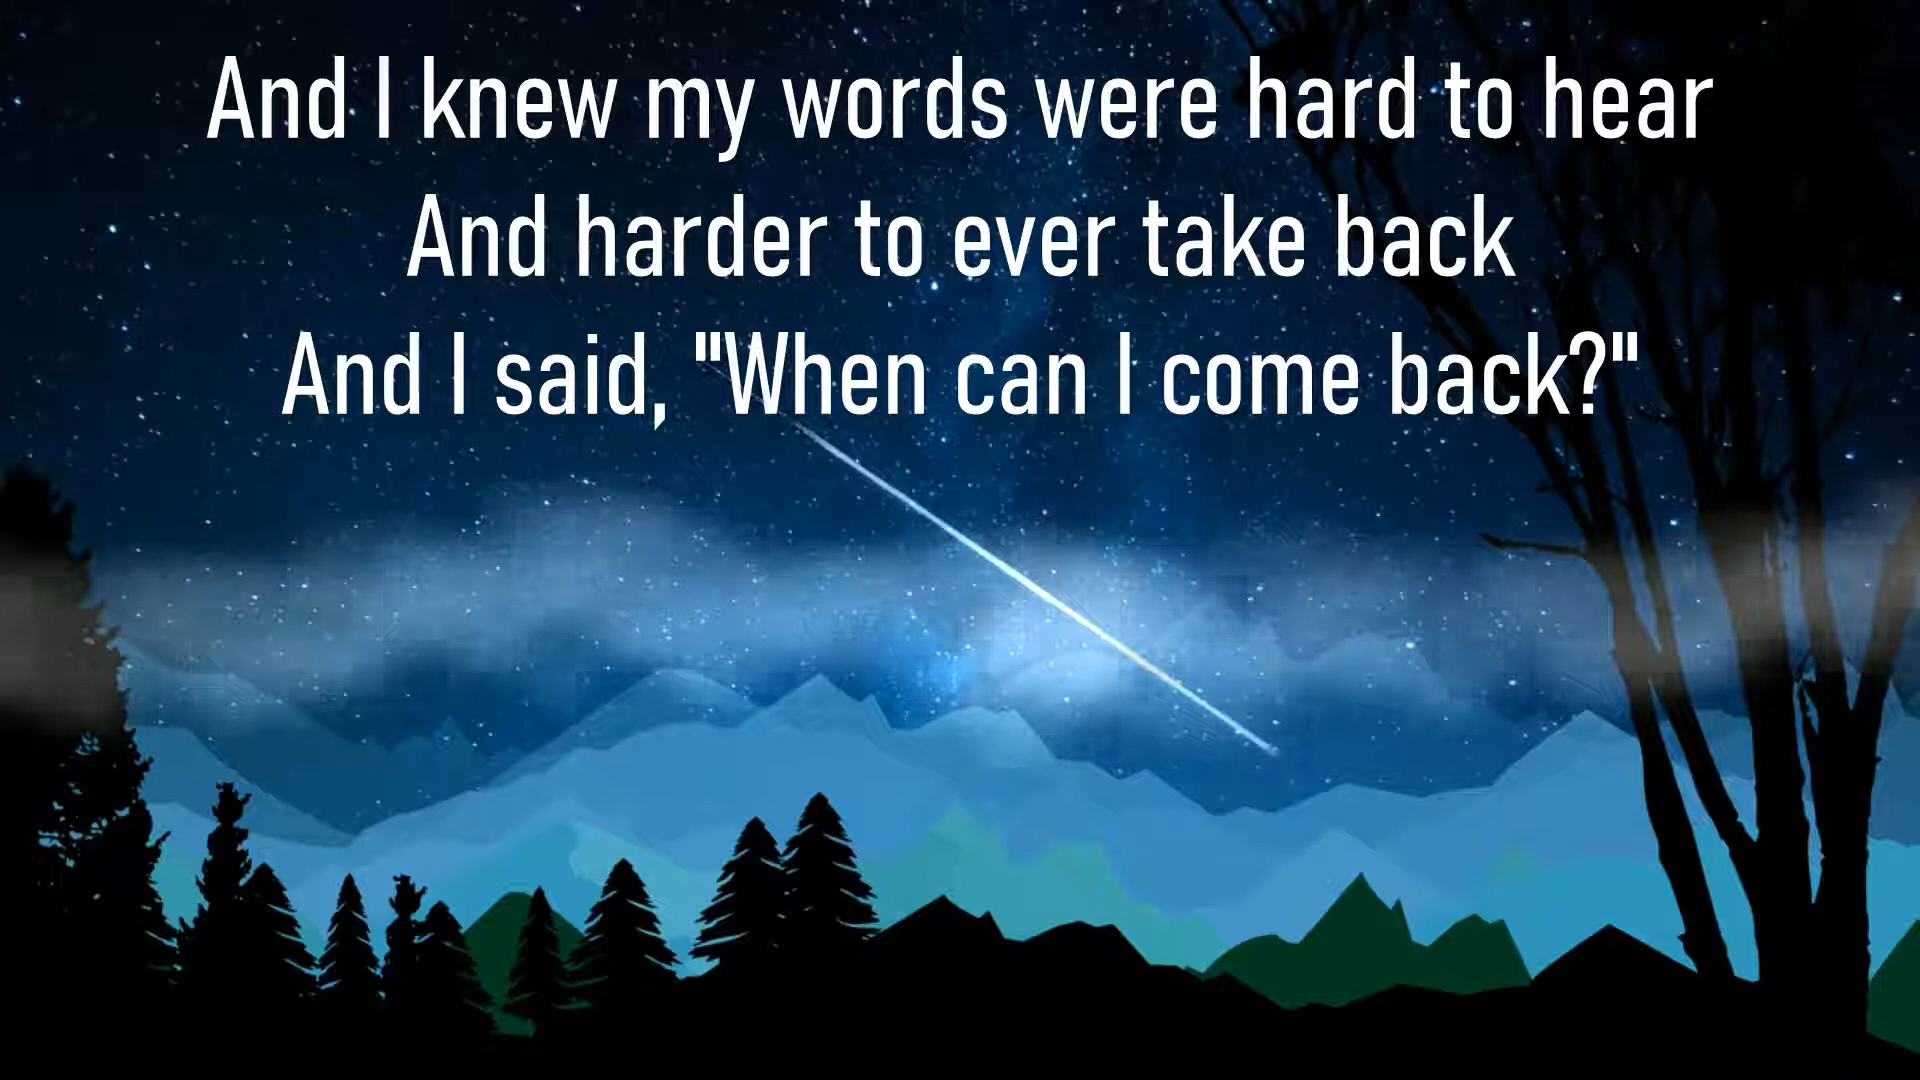 And I knew my words were hard to hear
And harder to ever take back
And I said, "When can I come back?"